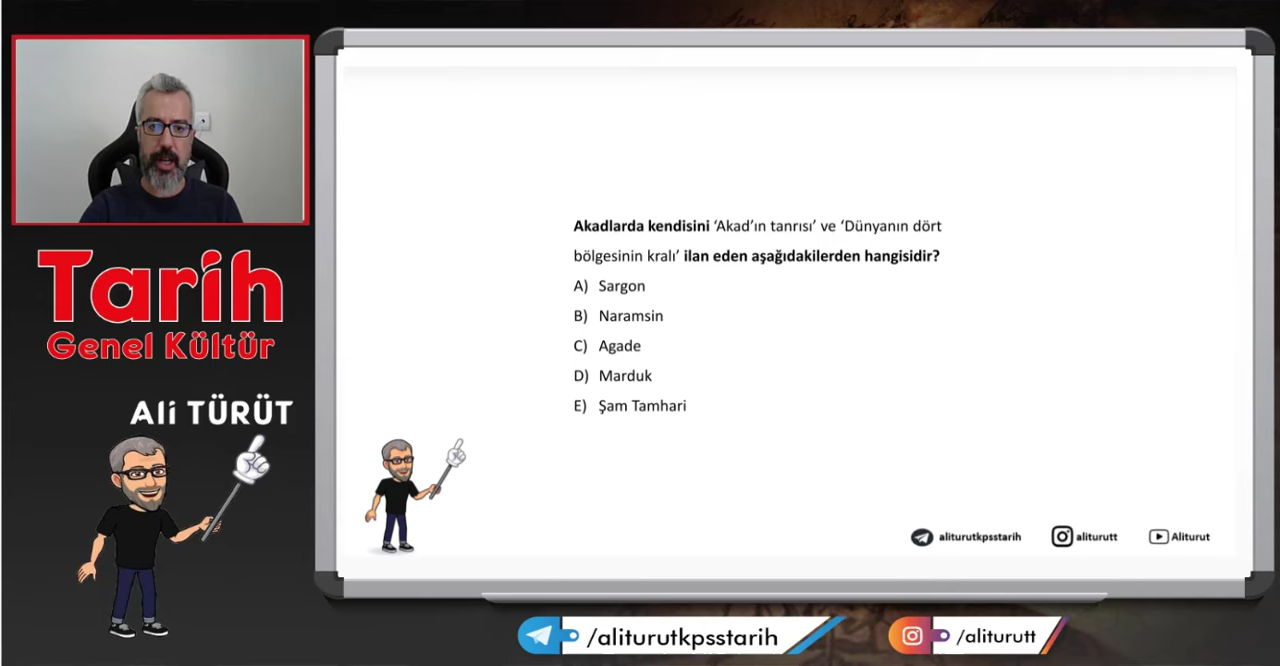 Tarih
Genel Kültür
Ali TÜRÜT
Akadlarda kendisini ‘Akad’ın tanrısı’ ve ‘Dünyanın dört
bölgesinin kralı’ ilan eden aşağıdakilerden hangisidir?
A) Sargon
B) Naramsin
C) Agade
D) Marduk
E) Şam Tamhari
aliturutkpsstarih
aliturutt
Aliturut
/aliturutkpsstarih
/aliturutt